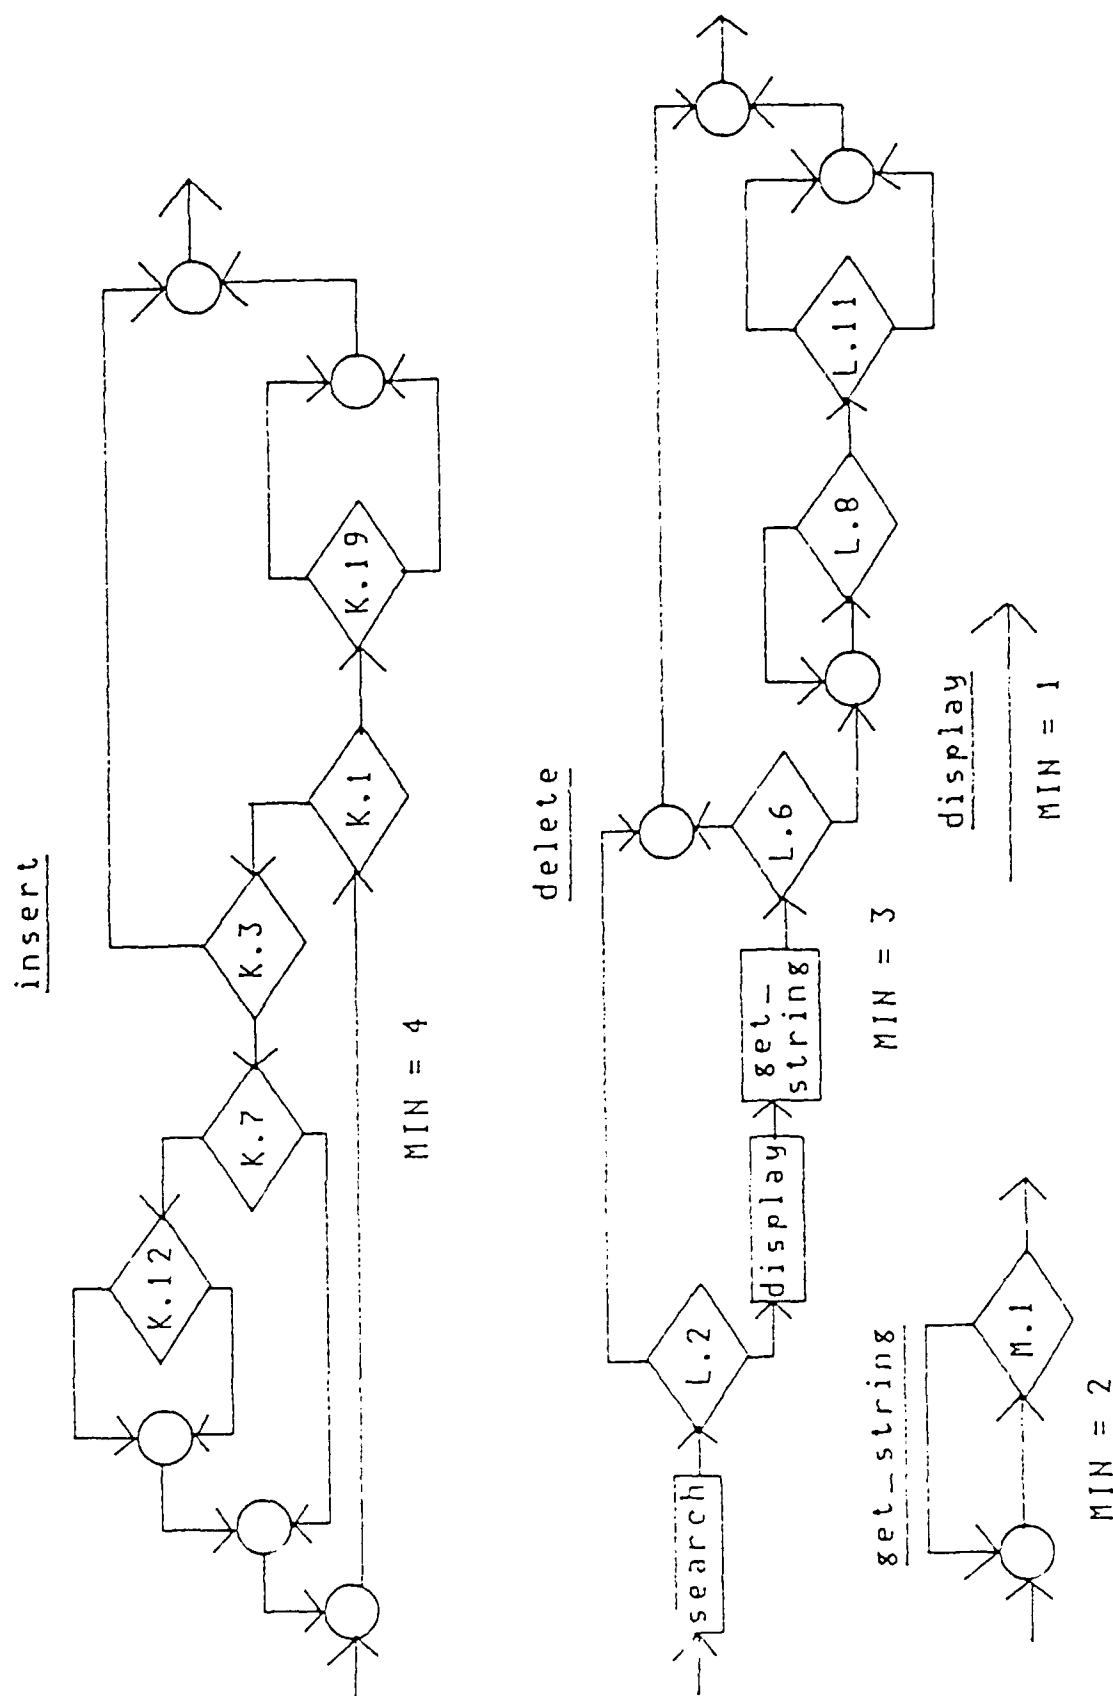 insert
K.12
K.7
K.3
K.1
K.19
MIN = 4
delete
search
L.2
display
get_
string
L.6
L.8
L.11
MIN = 3
get_string
M.1
MIN = 2
display
MIN = 1